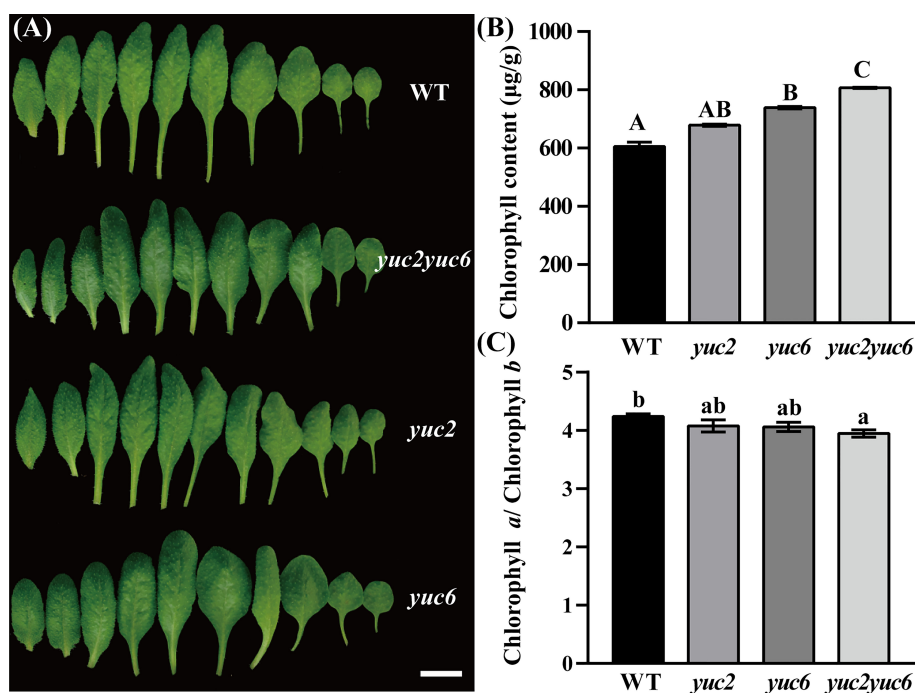 (A)
WT
yuc2yuc6
yuc2
yuc6
(B)
Chlorophyll content (µg/g)
1000
800
600
400
200
0
A
AB
B
C
WT
yuc2
yuc6
yuc2yuc6
(C)
Chlorophyll a/ Chlorophyll b
5
4
3
2
1
0
b
ab
ab
a
WT
yuc2
yuc6
yuc2yuc6